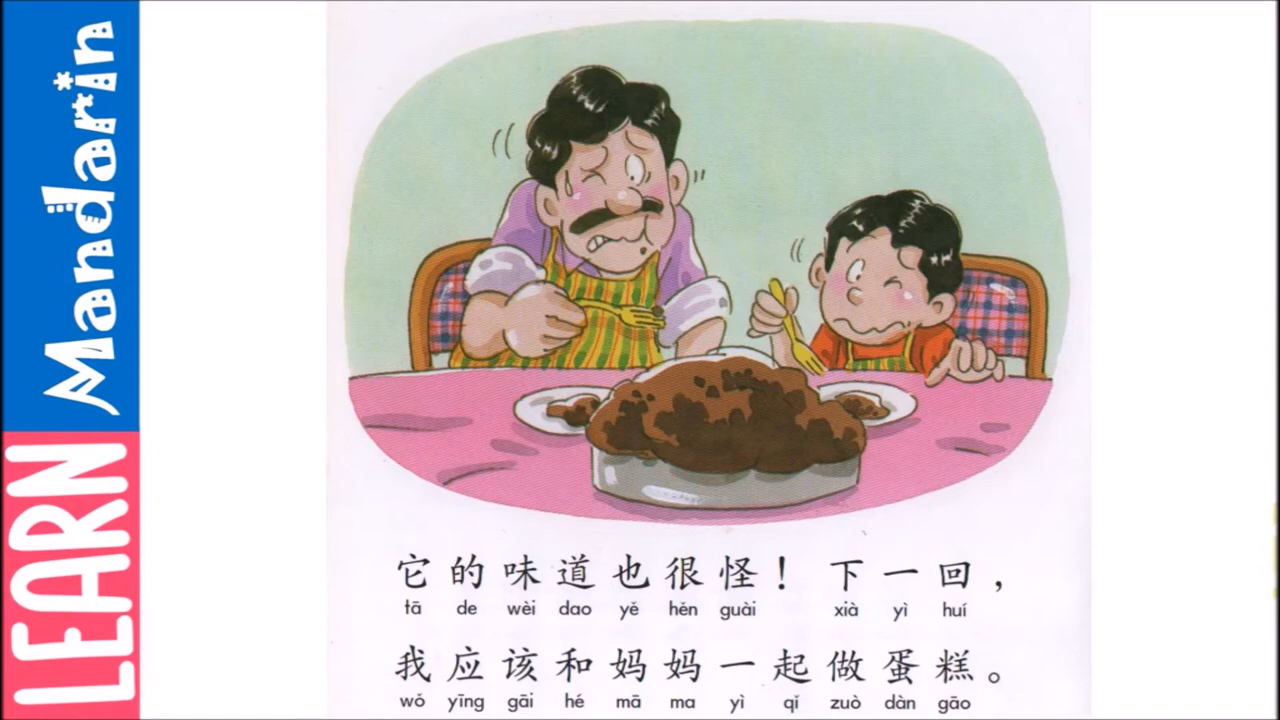 LEARN Mandarin
它的味道也很怪！下一回，
tā de wèi dao yě hěn guài xià yì huí
我应该和妈妈一起做蛋糕。
wǒ yīng gāi hé mā ma yì qǐ zuò dàn gāo